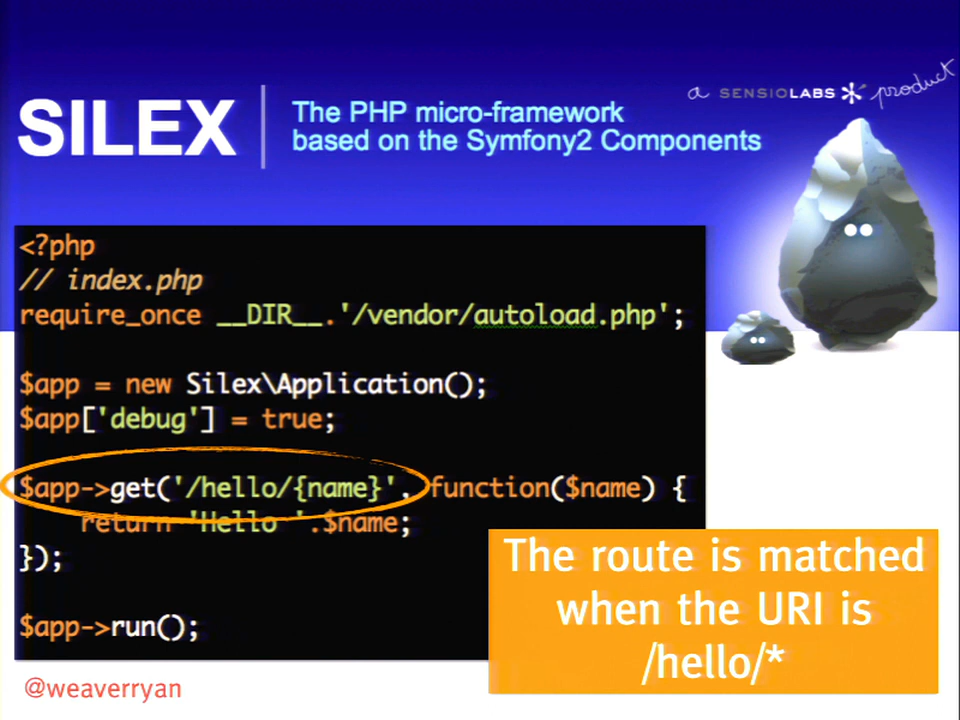 a SENSIOLABS product
SILEX
The PHP micro-framework
based on the Symfony2 Components
<?php
// index.php
require_once __DIR__.'/vendor/autoload.php';
$app = new Silex\Application();
$app['debug'] = true;
$app->get('/hello/{name}', function($name) {
    return 'Hello '.$name;
});
$app->run();
The route is matched
when the URI is
/hello/*
@weaverryan